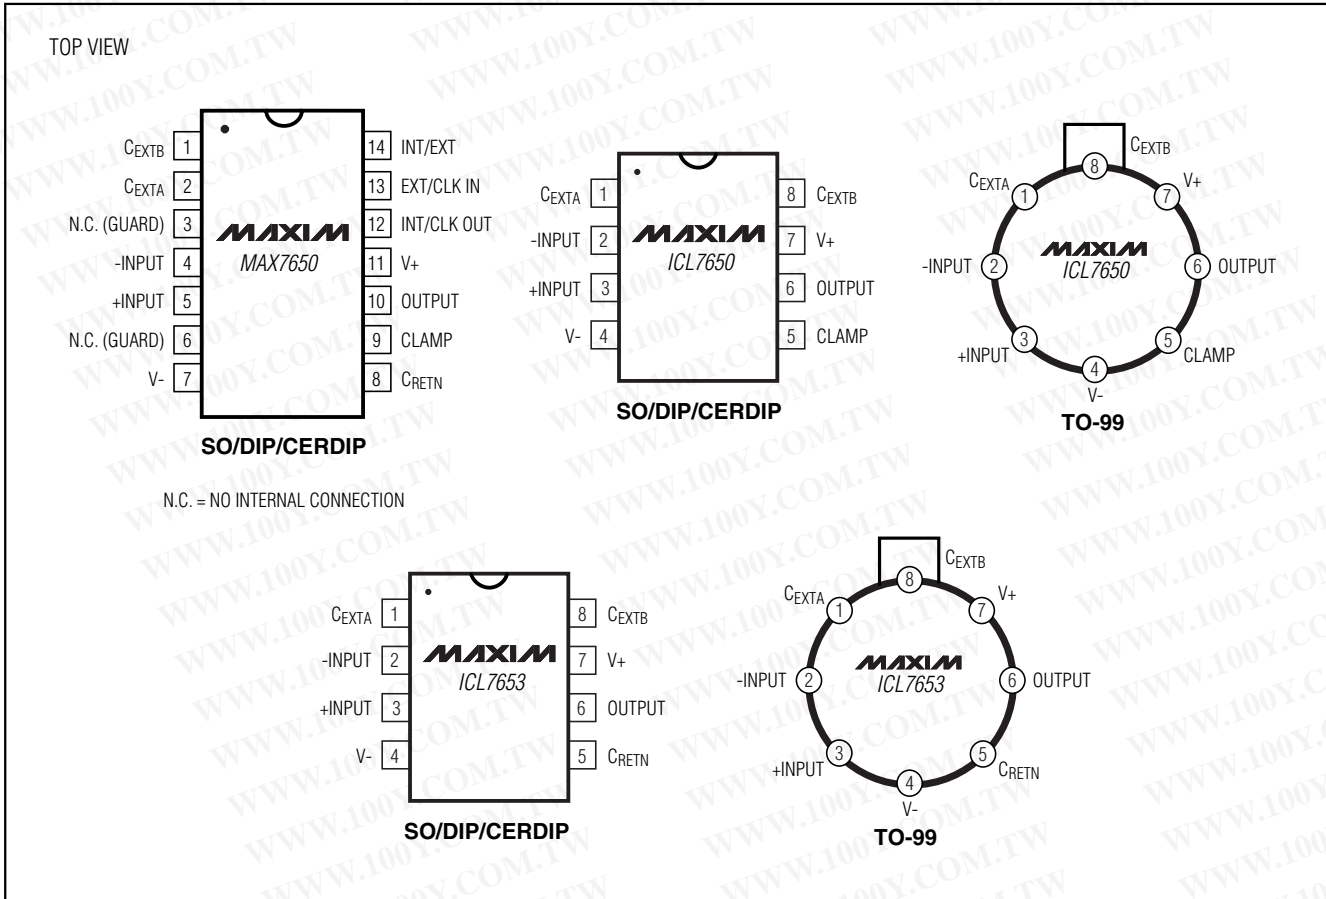 TOP VIEW
CEXTB 1
CEXTA 2
N.C. (GUARD) 3
-INPUT 4
+INPUT 5
N.C. (GUARD) 6
V- 7
14 INT/EXT
13 EXT/CLK IN
12 INT/CLK OUT
11 V+
10 OUTPUT
9 CLAMP
8 CRETN
MAXIM
MAX7650
SO/DIP/CERDIP
CEXTA 1
-INPUT 2
+INPUT 3
V- 4
8 CEXTB
7 V+
6 OUTPUT
5 CLAMP
MAXIM
ICL7650
SO/DIP/CERDIP
CEXTB
8
CEXTA
1
V+
7
-INPUT 2
6 OUTPUT
MAXIM
ICL7650
3
+INPUT
5
CLAMP
4
V-
TO-99
N.C. = NO INTERNAL CONNECTION
CEXTA 1
-INPUT 2
+INPUT 3
V- 4
8 CEXTB
7 V+
6 OUTPUT
5 CRETN
MAXIM
ICL7653
SO/DIP/CERDIP
CEXTB
8
CEXTA
1
V+
7
-INPUT 2
6 OUTPUT
MAXIM
ICL7653
3
+INPUT
5
CRETN
4
V-
TO-99
WWW.100Y.COM.TW